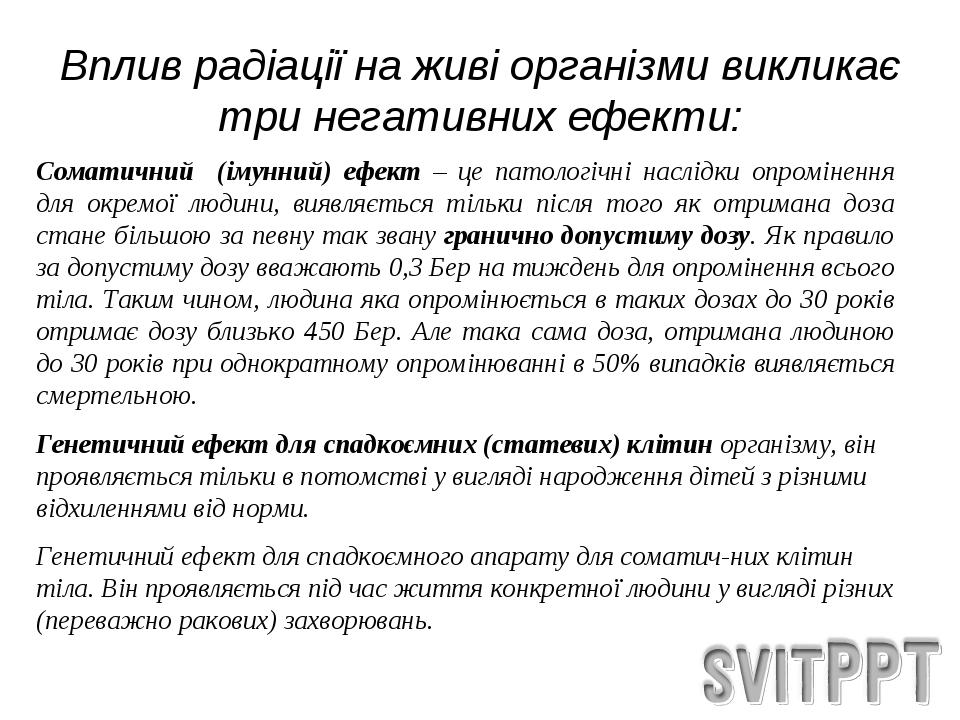 Вплив радіації на живі організми викликає
три негативних ефекти:
Соматичний (імунний) ефект – це патологічні наслідки опромінення
для окремої людини, виявляється тільки після того як отримана доза
стане більшою за певну так звану гранично допустиму дозу. Як правило
за допустиму дозу вважають 0,3 Бер на тиждень для опромінення всього
тіла. Таким чином, людина яка опромінюється в таких дозах до 30 років
отримає дозу близько 450 Бер. Але така сама доза, отримана людиною
до 30 років при однократному опромінюванні в 50% випадків виявляється
смертельною.
Генетичний ефект для спадкоємних (статевих) клітин організму, він
проявляється тільки в потомстві у вигляді народження дітей з різними
відхиленнями від норми.
Генетичний ефект для спадкоємного апарату для соматич-них клітин
тіла. Він проявляється під час життя конкретної людини у вигляді різних
(переважно ракових) захворювань.
SVITPPT